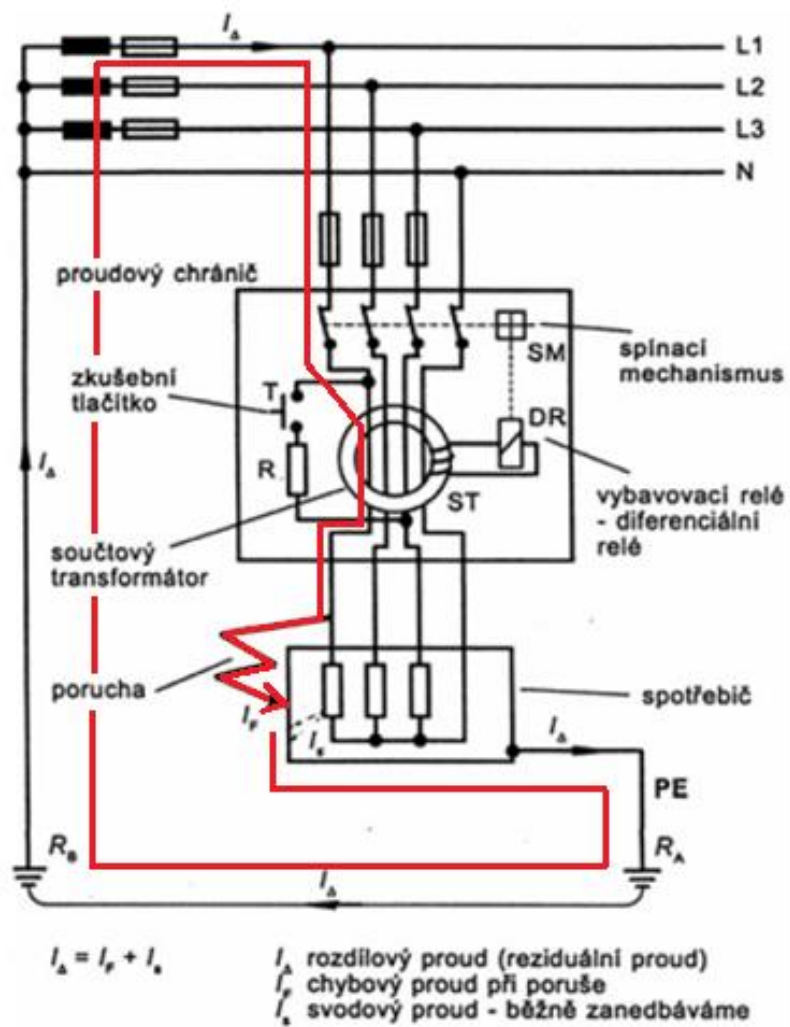 I∆
L1
L2
L3
N
proudový chránič
SM
spínací
mechanismus
zkušební
tlačítko
T
DR
I∆
R
ST
vybavovací relé
- diferenciální
relé
součtový
transformátor
porucha
spotřebič
IF
Is
I∆
PE
RB
RA
I∆
I∆ = IF + Is
I∆ rozdílový proud (reziduální proud)
IF chybový proud při poruše
Is svodový proud - běžně zanedbáváme